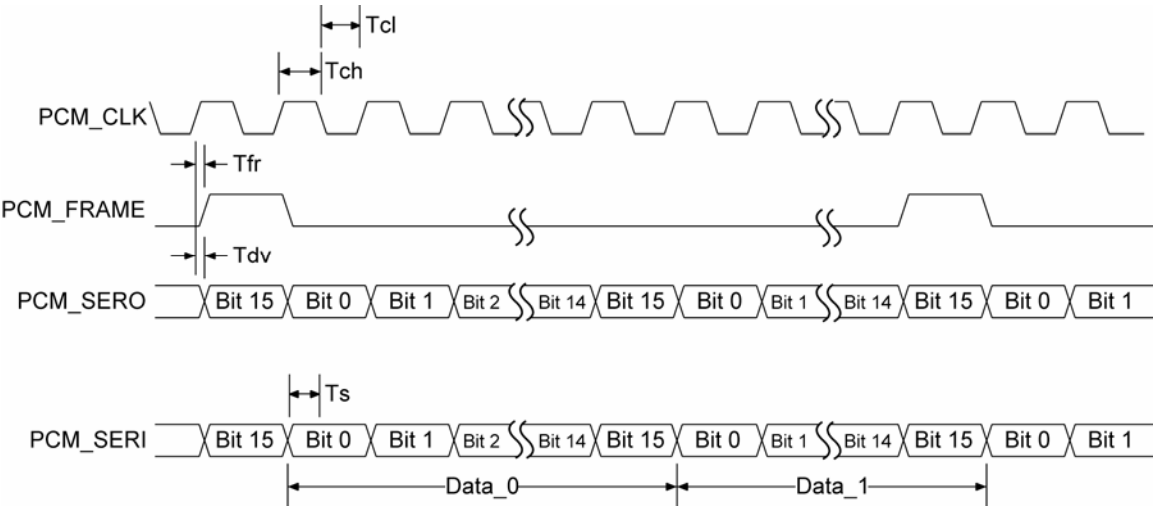 Tcl
Tch
PCM_CLK
Tfr
PCM_FRAME
Tdv
PCM_SERO Bit 15 Bit 0 Bit 1 Bit 2 Bit 14 Bit 15 Bit 0 Bit 1 Bit 14 Bit 15 Bit 0 Bit 1
Ts
PCM_SERI Bit 15 Bit 0 Bit 1 Bit 2 Bit 14 Bit 15 Bit 0 Bit 1 Bit 14 Bit 15 Bit 0 Bit 1
Data_0 Data_1